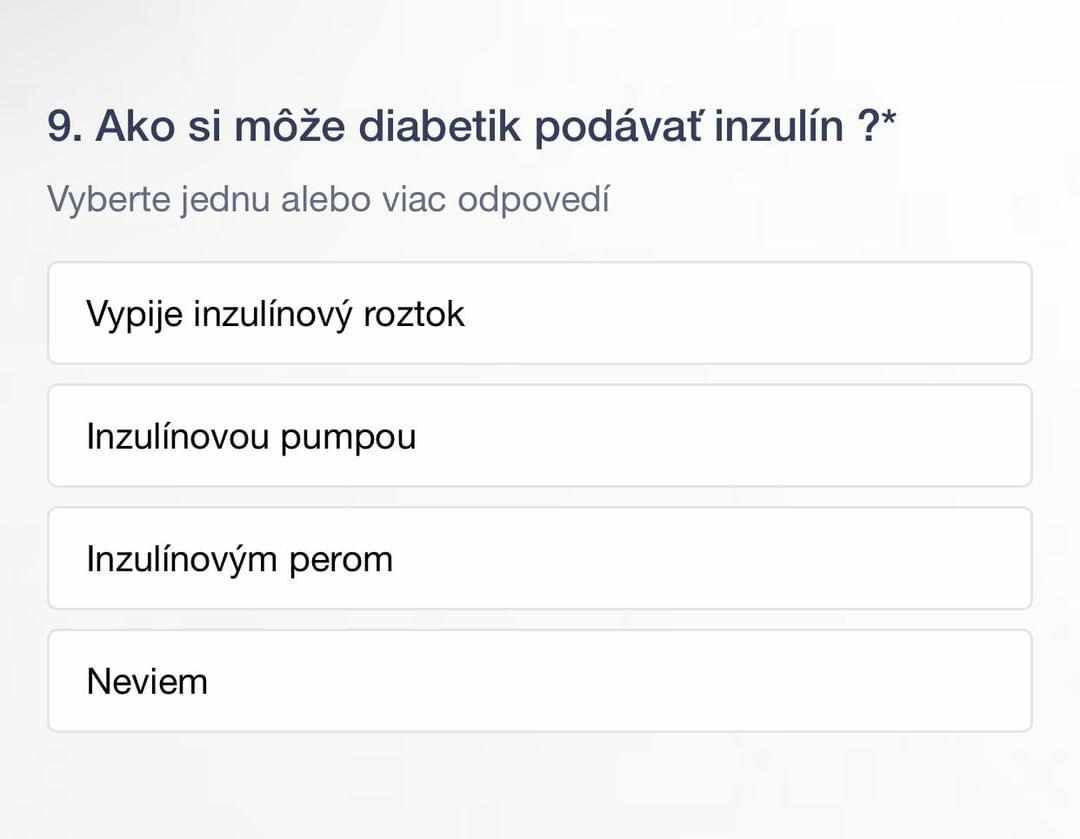 9. Ako si môže diabetik podávať inzulín ?*
Vyberte jednu alebo viac odpovedí
Vypije inzulínový roztok
Inzulínovou pumpou
Inzulínovým perom
Neviem